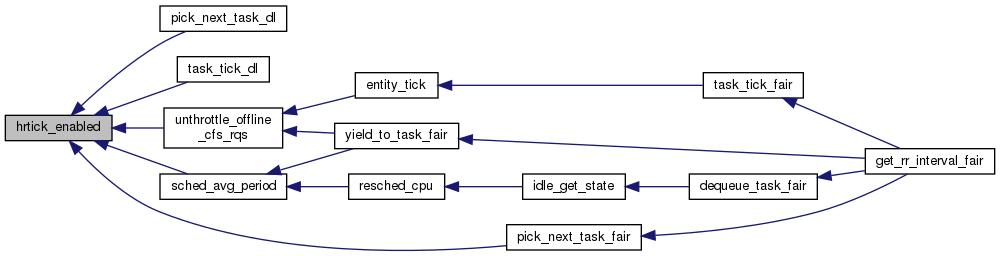 pick_next_task_dl
task_tick_dl
hrtick_enabled
unthrottle_offline
_cfs_rqs
entity_tick
task_tick_fair
yield_to_task_fair
get_rr_interval_fair
sched_avg_period
resched_cpu
idle_get_state
dequeue_task_fair
pick_next_task_fair